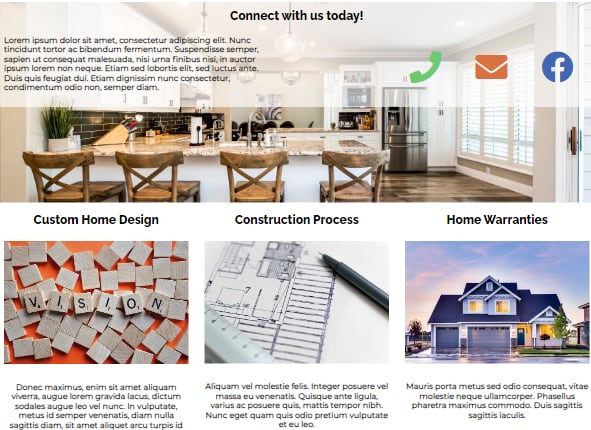 Connect with us today!
Lorem ipsum dolor sit amet, consectetur adipiscing elit. Nunc
tincidunt tortor ac bibendum fermentum. Suspendisse semper,
sapien ut consequat malesuada, nisi urna finibus nisi, in auctor
ipsum lorem non neque. Etiam sed lobortis elit, sed luctus ante.
Duis quis feugiat dui. Etiam dignissim nunc consectetur,
condimentum odio non, semper diam.
Custom Home Design
Construction Process
Home Warranties
VISION
Donec maximus, enim sit amet aliquam
viverra, augue lorem gravida lacus, dictum
sodales augue leo vel nunc. In vulputate,
metus id semper venenatis, diam nulla
sagittis diam, sit amet aliquet arcu turpis id
Aliquam vel molestie felis. Integer posuere vel
massa eu venenatis. Quisque ante ligula,
varius ac posuere quis, mattis tempor nibh.
Nunc eget quam quis odio pretium vulputate
et eu leo.
Mauris porta metus sed odio consequat, vitae
molestie neque ullamcorper. Phasellus
pharetra maximus commodo. Duis sagittis
sagittis iaculis.